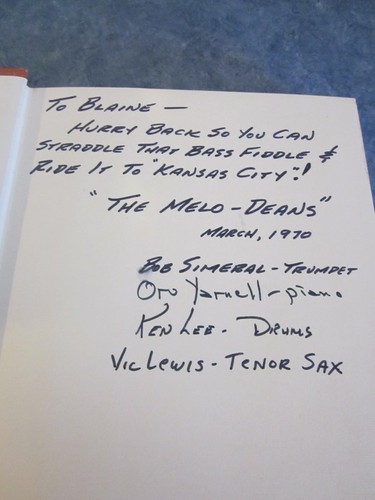 To Blaine —
Hurry Back So You Can
Straddle That Bass Fiddle &
Ride It To "Kansas City"!
"The Melo-Deans"
March, 1970
Bob Simeral - Trumpet
Orv Yarnell - piano
Ken Lee - Drums
Vic Lewis - Tenor Sax